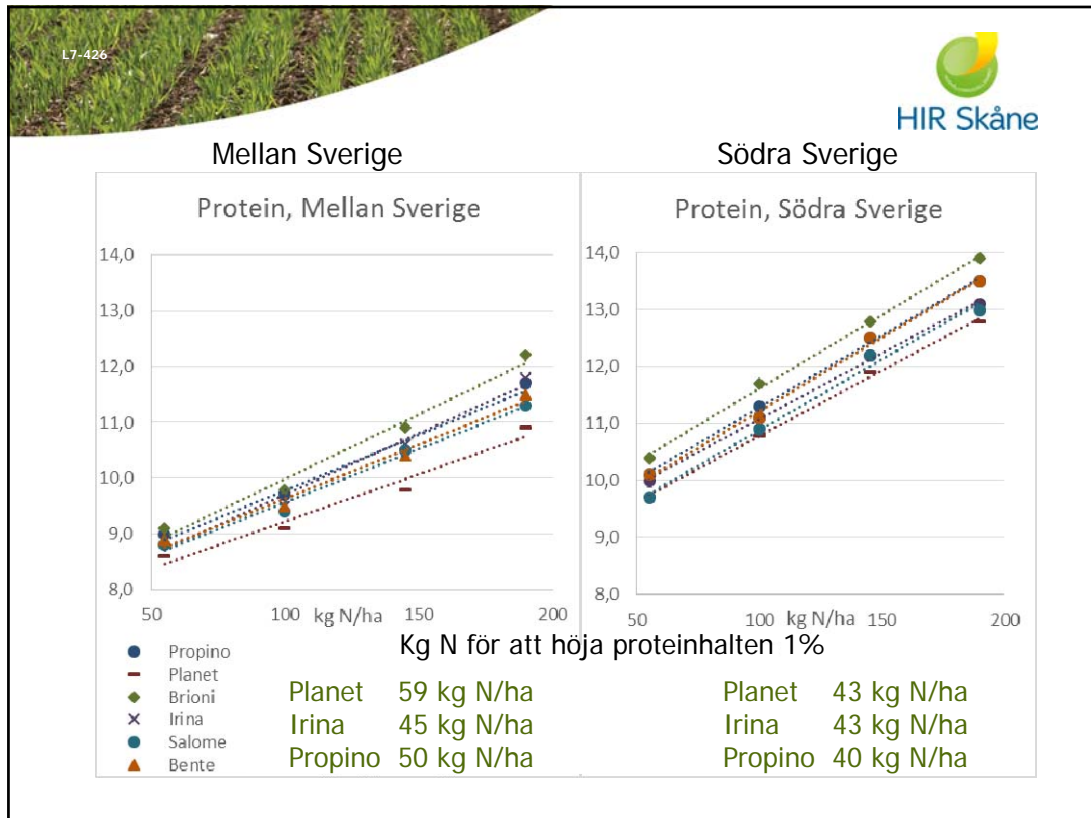 L7-426
HIR Skåne
Mellan Sverige
Södra Sverige
Protein, Mellan Sverige
14,0
13,0
12,0
11,0
10,0
9,0
8,0
50
100
kg N/ha
150
200
Protein, Södra Sverige
14,0
13,0
12,0
11,0
10,0
9,0
8,0
50
100
kg N/ha
150
200
Propino
Planet
Brioni
Irina
Salome
Bente
Kg N för att höja proteinhalten 1%
Planet 59 kg N/ha
Irina 45 kg N/ha
Propino 50 kg N/ha
Planet 43 kg N/ha
Irina 43 kg N/ha
Propino 40 kg N/ha